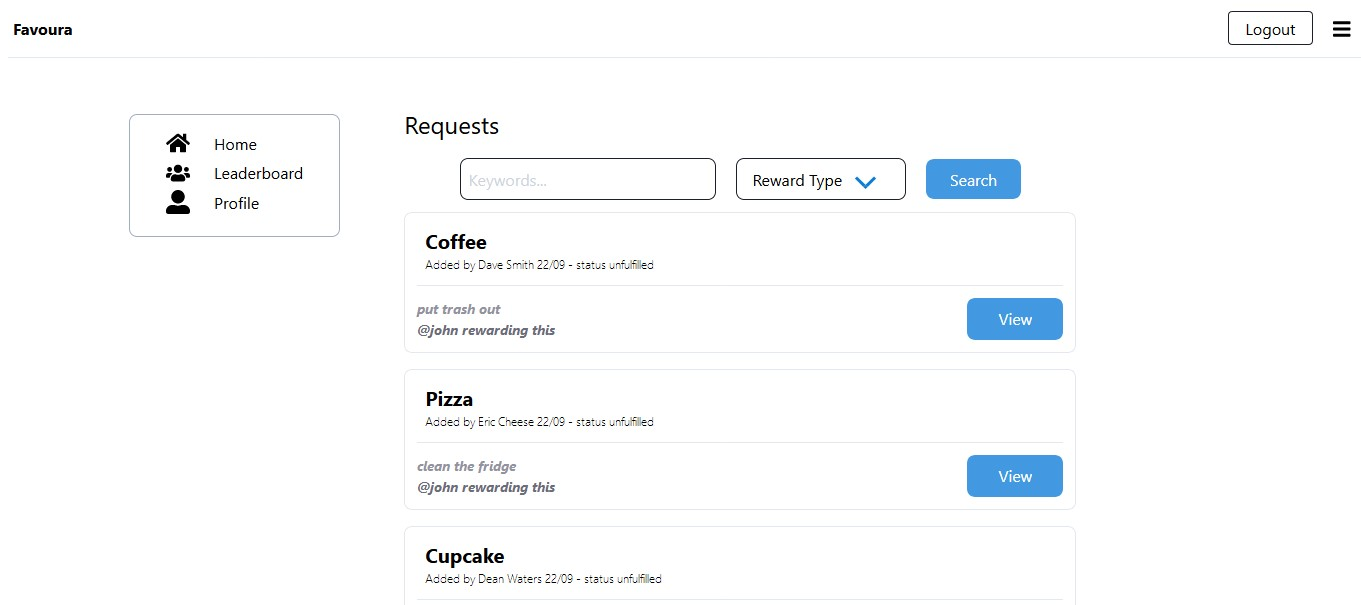 Favoura
Logout
Home
Leaderboard
Profile
Requests
Keywords...
Reward Type
Search
Coffee
Added by Dave Smith 22/09 - status unfulfilled
put trash out
@john rewarding this
View
Pizza
Added by Eric Cheese 22/09 - status unfulfilled
clean the fridge
@john rewarding this
View
Cupcake
Added by Dean Waters 22/09 - status unfulfilled